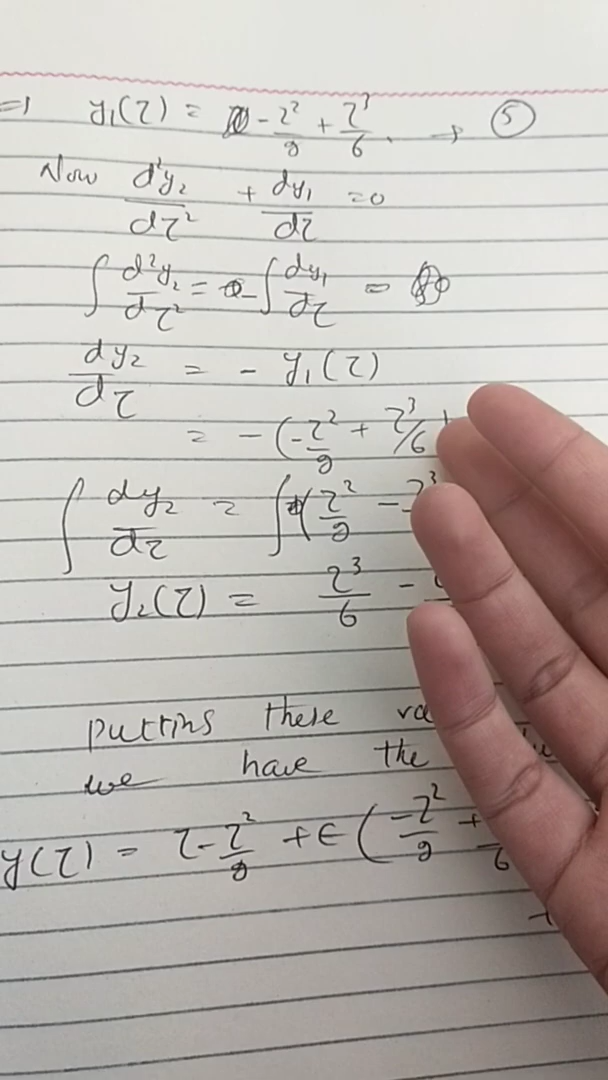 => y₁(τ) = -τ²/2 + τ³/6. → ⑤
Now d²y₂/dτ² + dy₁/dτ = 0
∫ d²y₂/dτ² = -∫ dy₁/dτ =
dy₂/dτ = - y₁(τ)
= - (-τ²/2 + τ³/6
∫ dy₂/dτ = ∫ (τ²/2 - τ³
y₂(τ) = τ³/6 -
putting these
we have the
y(τ) = τ - τ²/2 + ϵ ( -τ²/2 + /6
+